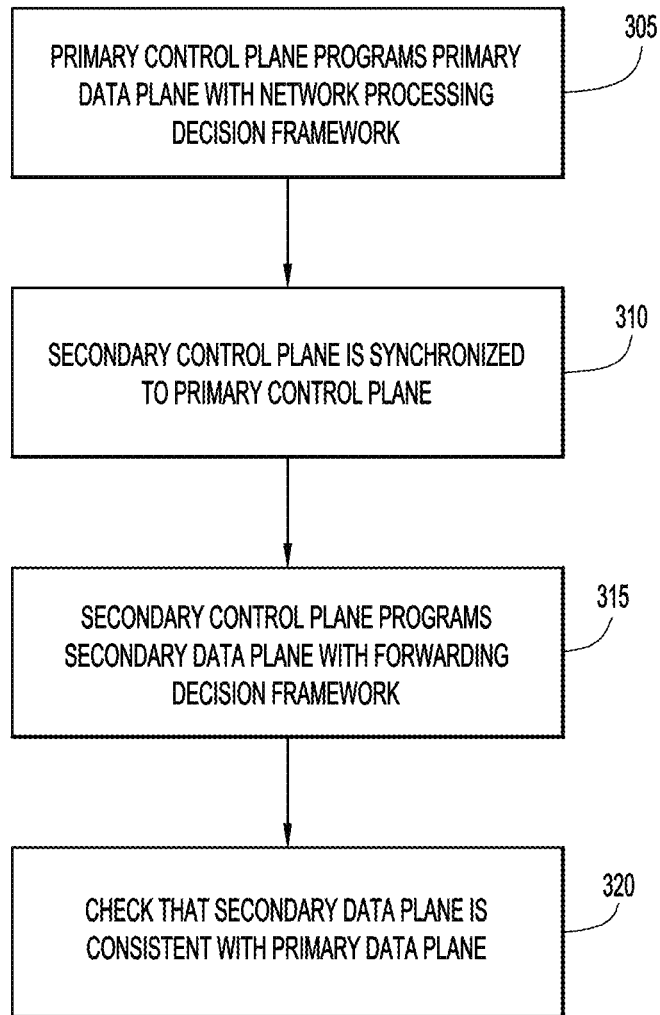 PRIMARY CONTROL PLANE PROGRAMS PRIMARY
DATA PLANE WITH NETWORK PROCESSING
DECISION FRAMEWORK
305
SECONDARY CONTROL PLANE IS SYNCHRONIZED
TO PRIMARY CONTROL PLANE
310
SECONDARY CONTROL PLANE PROGRAMS
SECONDARY DATA PLANE WITH FORWARDING
DECISION FRAMEWORK
315
CHECK THAT SECONDARY DATA PLANE IS
CONSISTENT WITH PRIMARY DATA PLANE
320